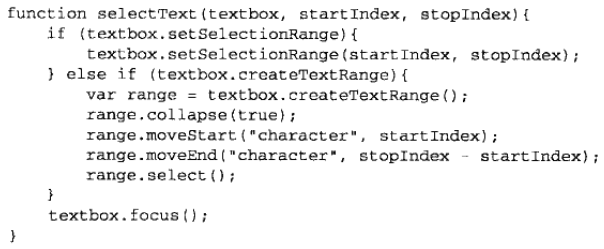 function selectText(textbox, startIndex, stopIndex){
    if (textbox.setSelectionRange){
        textbox.setSelectionRange(startIndex, stopIndex);
    } else if (textbox.createTextRange){
        var range = textbox.createTextRange();
        range.collapse(true);
        range.moveStart("character", startIndex);
        range.moveEnd("character", stopIndex - startIndex);
        range.select();
    }
    textbox.focus();
}